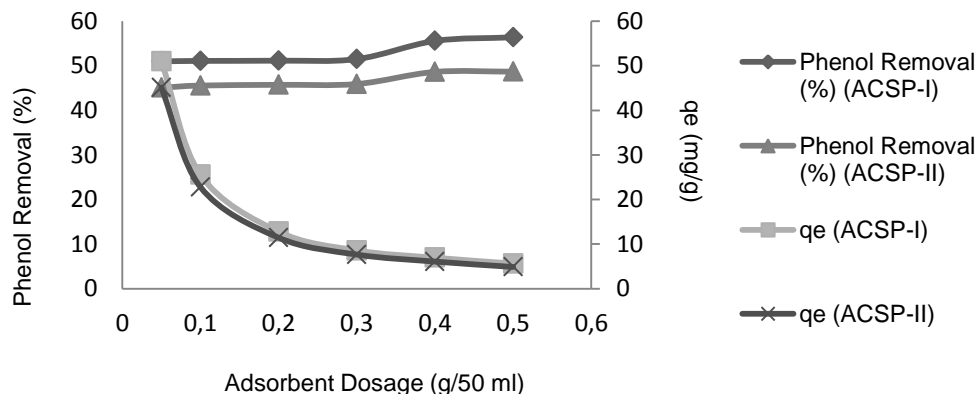 60
50
40
30
20
10
0
Phenol Removal (%)
0
0,1
0,2
0,3
0,4
0,5
0,6
Adsorbent Dosage (g/50 ml)
60
50
40
30
20
10
0
qe (mg/g)
Phenol Removal
(%) (ACSP-I)
Phenol Removal
(%) (ACSP-II)
qe (ACSP-I)
qe (ACSP-II)